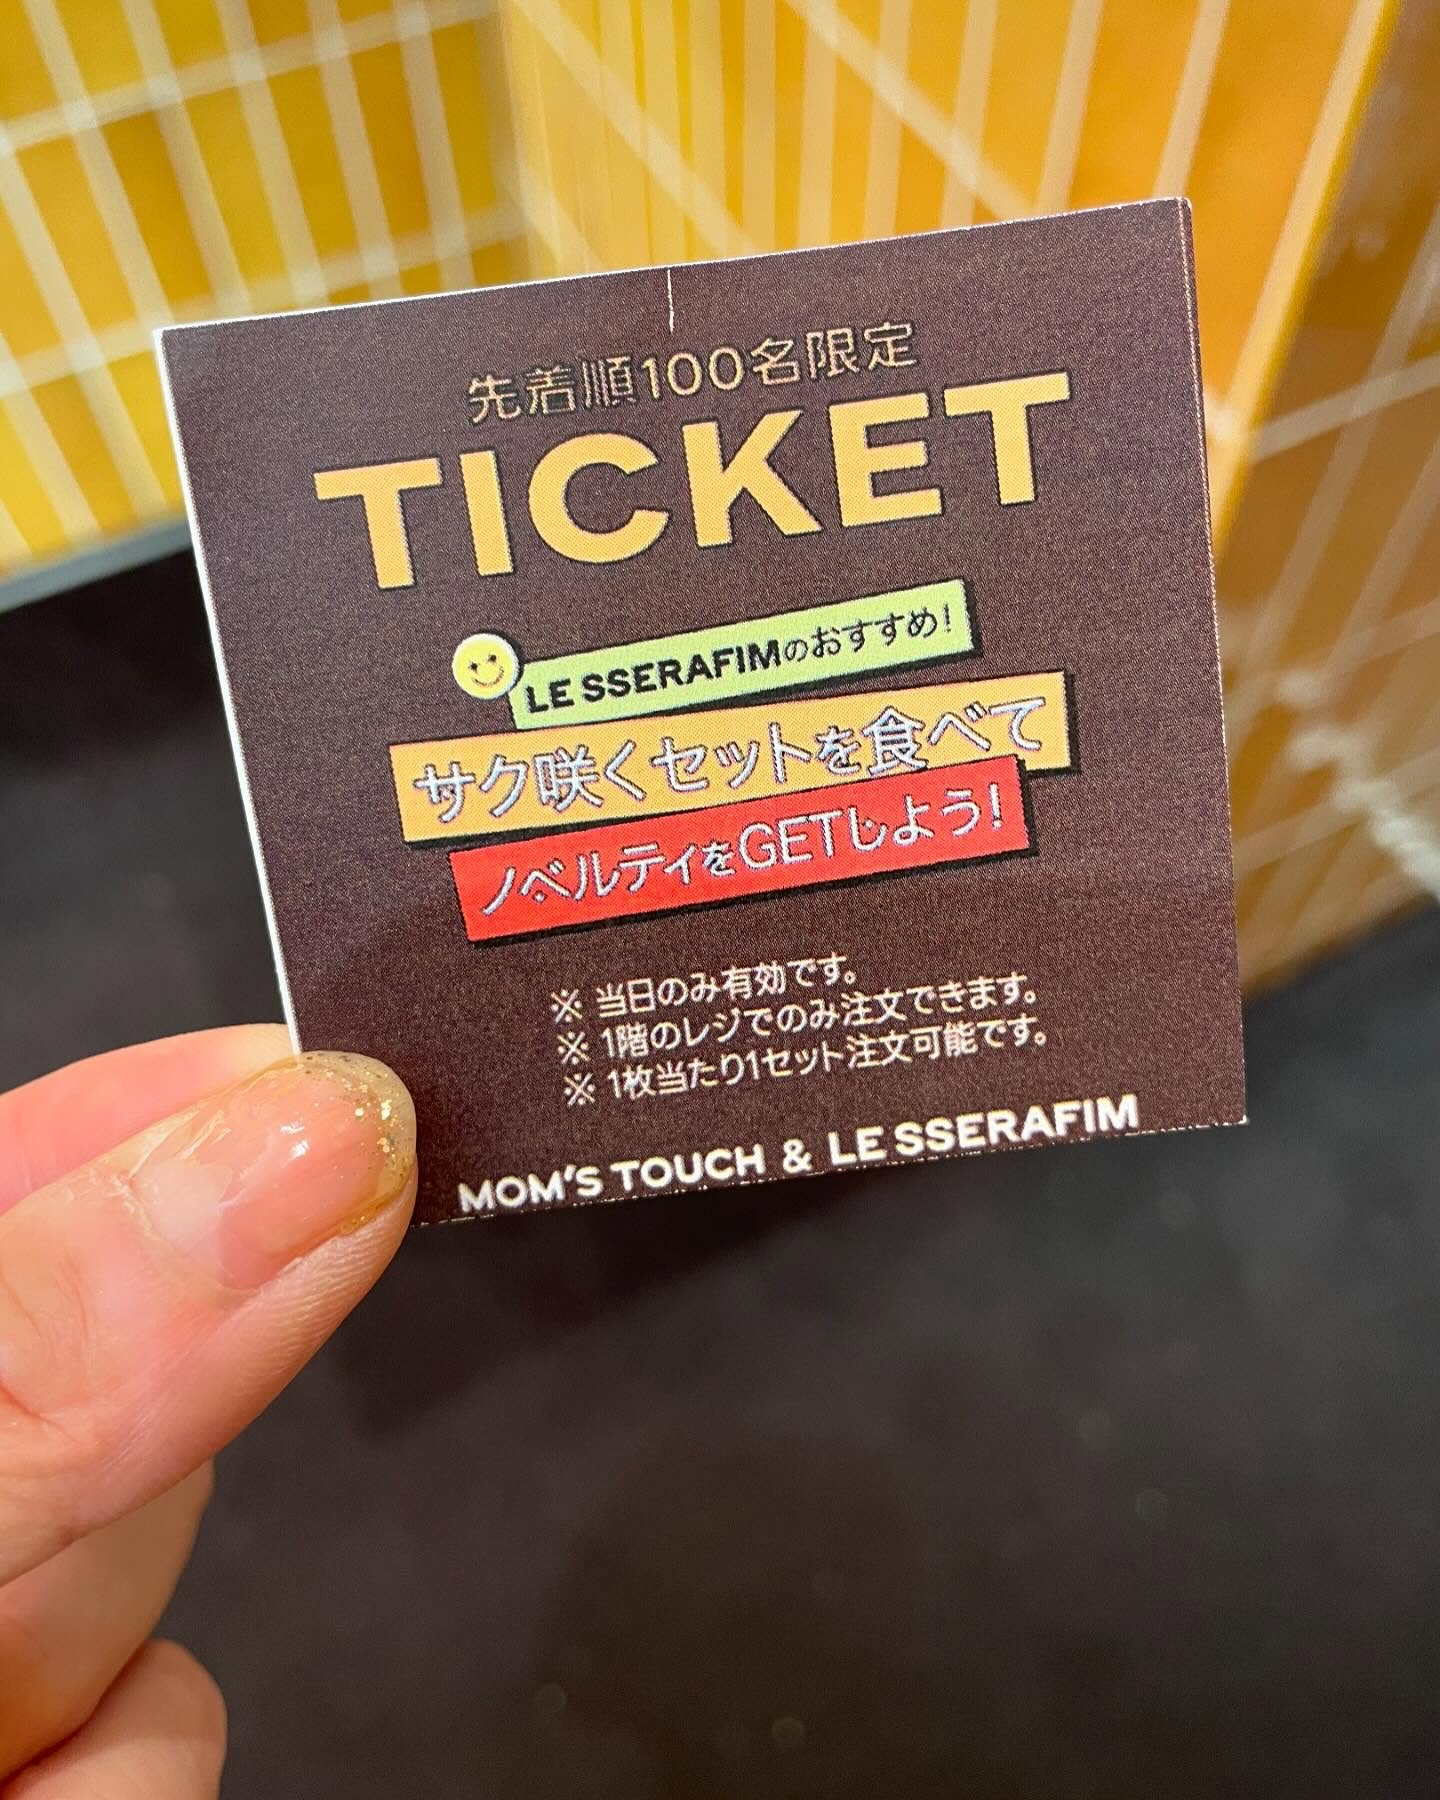 先着順100名限定
TICKET
LE SSERAFIMのおすすめ!
サク咲くセットを食べて
ノベルティをGETしよう!
※ 当日のみ有効です。
※ 1階のレジでのみ注文できます。
※ 1枚当たり1セット注文可能です。
MOM'S TOUCH & LE SSERAFIM